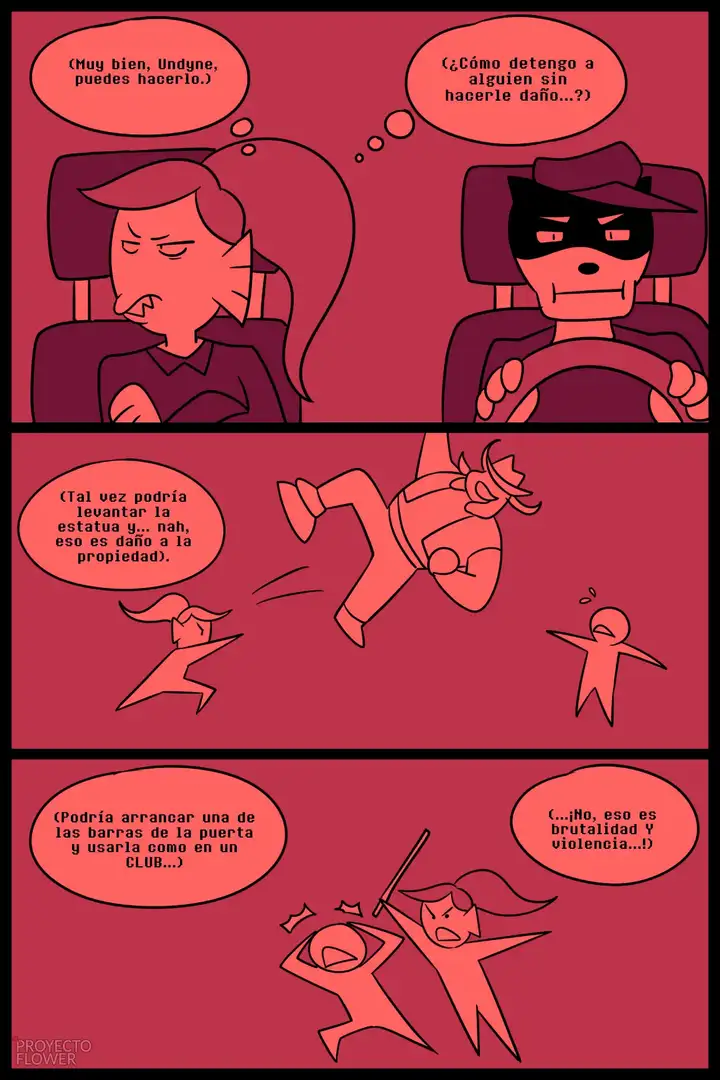 (Muy bien, Undyne,
puedes hacerlo.)
(¿Cómo detengo a
alguien sin
hacerle daño...?)
(Tal vez podría
levantar la
estatua y... nah,
eso es daño a la
propiedad).
(Podría arrancar una de
las barras de la puerta
y usarla como en un
CLUB...)
(...¡No, eso es
brutalidad Y
violencia...!)
PROYECTO
FLOWER